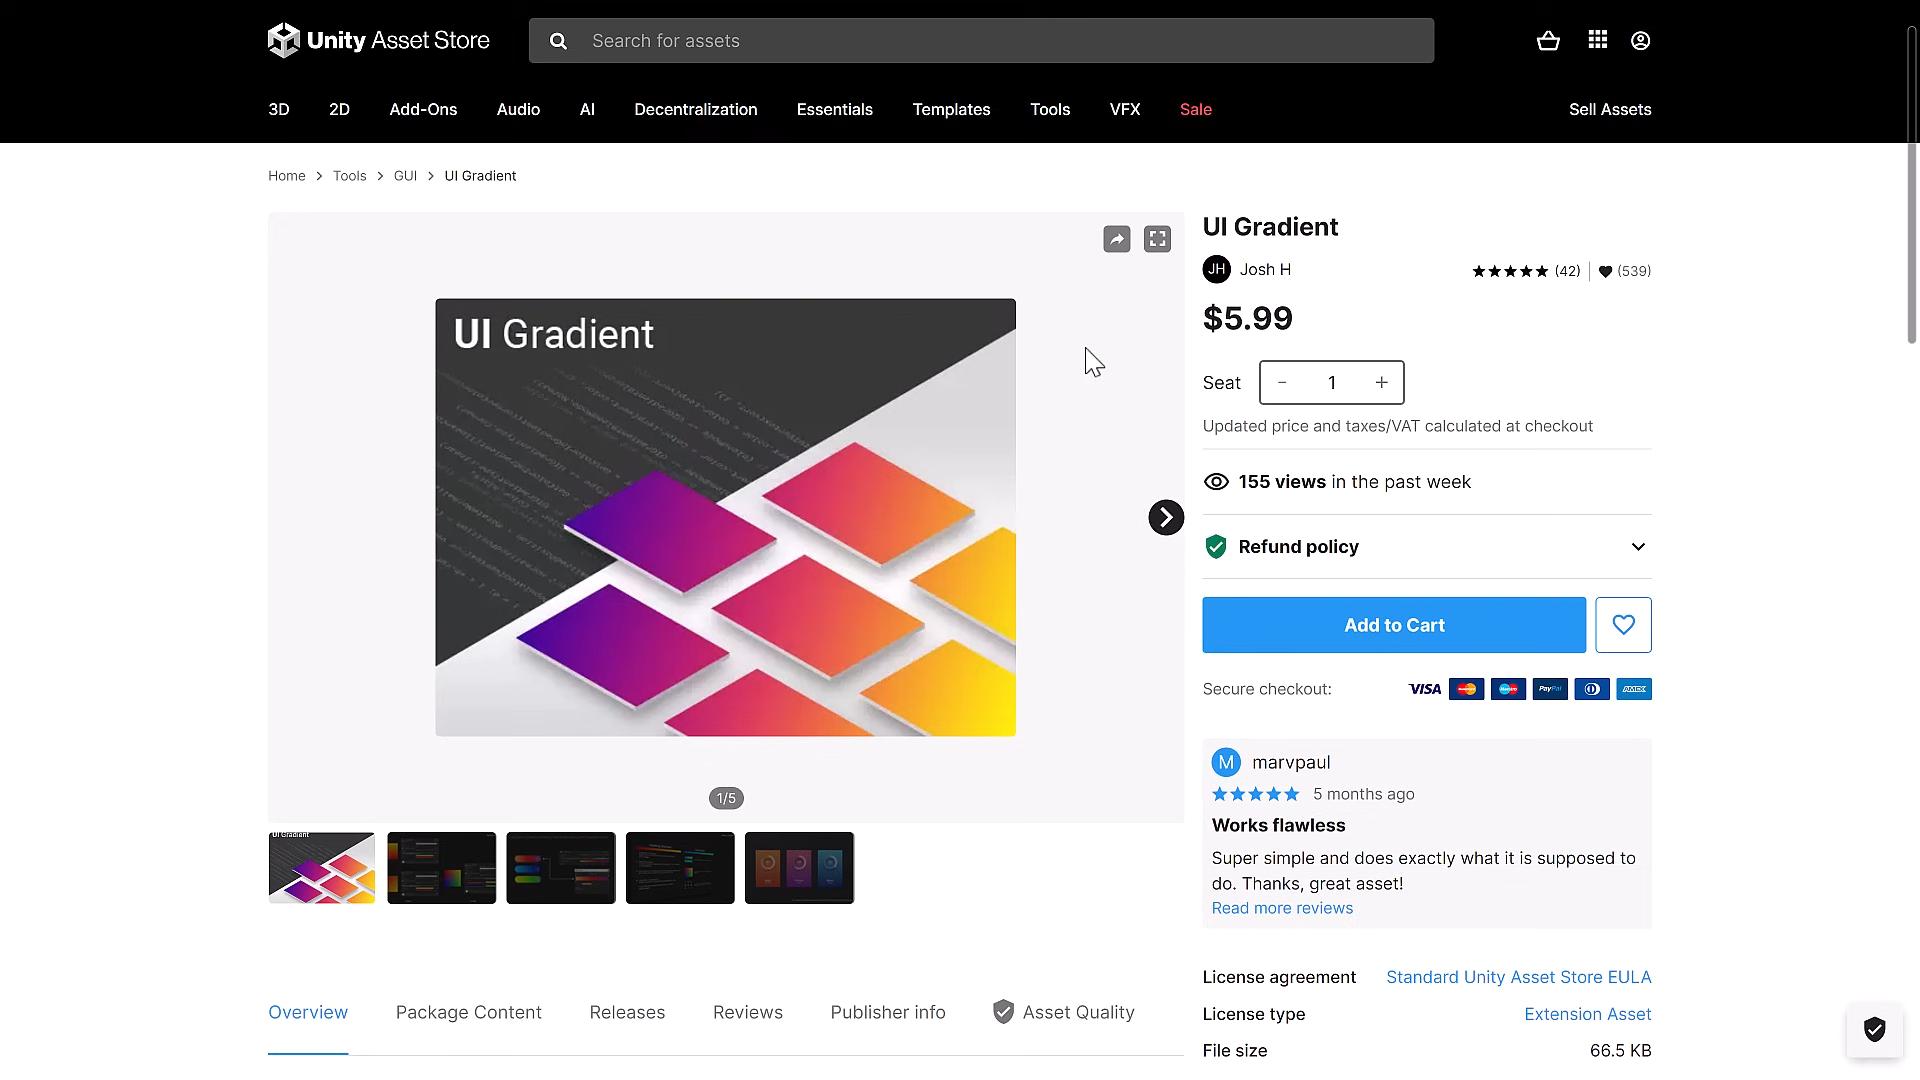 Unity Asset Store
Search for assets
3D 2D Add-Ons Audio AI Decentralization Essentials Templates Tools VFX Sale Sell Assets
Home > Tools > GUI > UI Gradient
UI Gradient
1/5
UI Gradient
JH Josh H
★★★★★ (42) | (539)
$5.99
Seat - 1 +
Updated price and taxes/VAT calculated at checkout
155 views in the past week
Refund policy
Add to Cart
Secure checkout: VISA PayPal AMEX
M marvpaul
★★★★★ 5 months ago
Works flawless
Super simple and does exactly what it is supposed to
do. Thanks, great asset!
Read more reviews
License agreement Standard Unity Asset Store EULA
License type Extension Asset
File size 66.5 KB
Overview Package Content Releases Reviews Publisher info Asset Quality